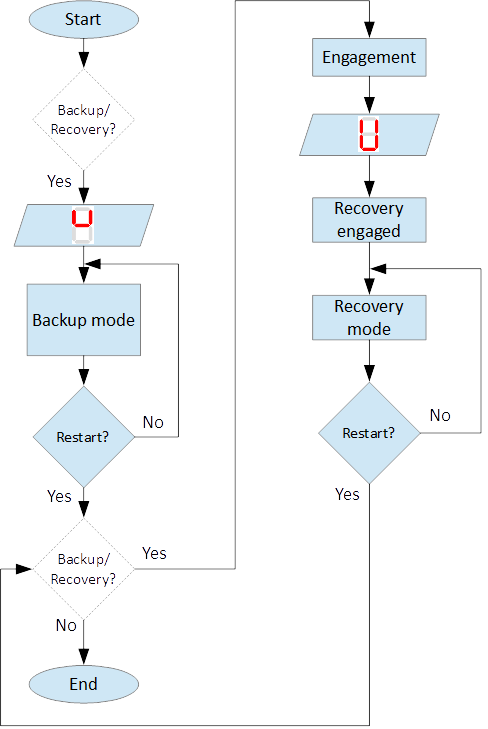 Start
Backup/
Recovery?
Yes
Backup mode
Restart?
No
Yes
Backup/
Recovery?
Yes
No
End
Engagement
U
Recovery
engaged
Recovery
mode
Restart?
No
Yes